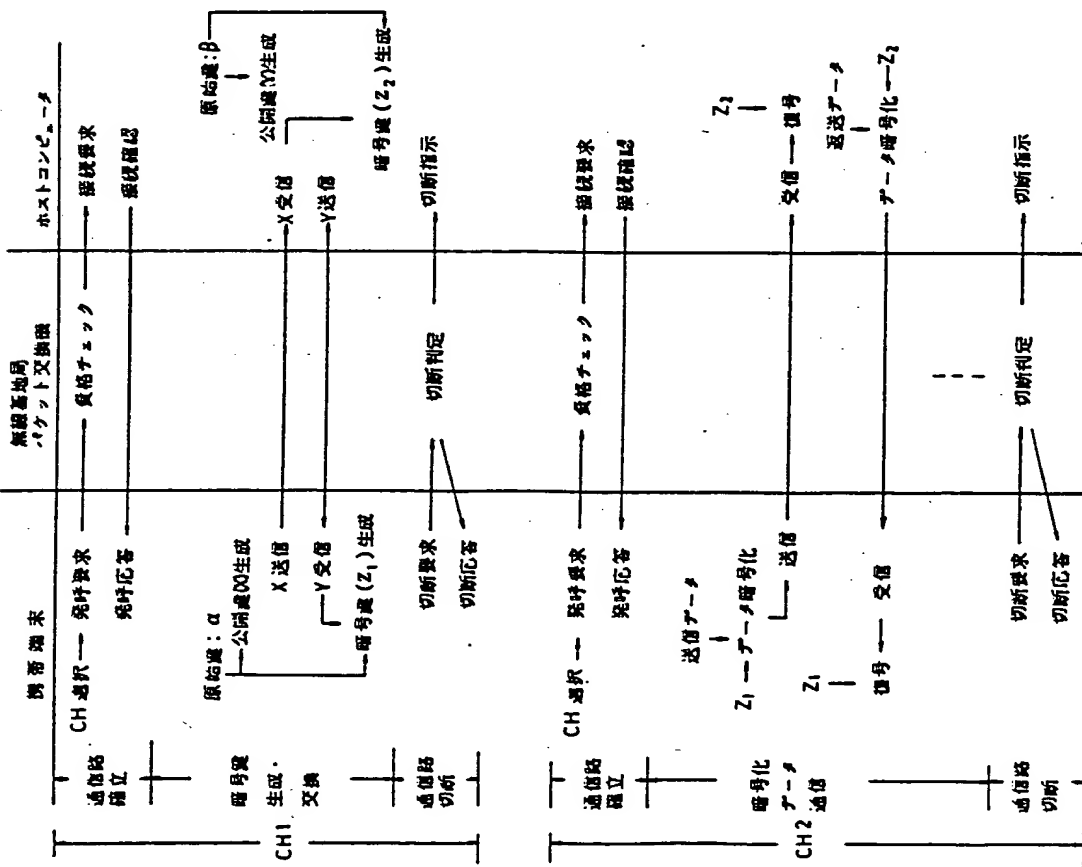 携帯端末
無線基地局
パケット交換機
ホストコンピュータ
CH1
通信路
確立
CH選択
発呼要求
資格チェック
接続要求
発呼応答
接続確認
暗号鍵
生成・
交換
原始鍵:α
公開鍵(X)生成
X送信
X受信
Y受信
Y送信
暗号鍵(Z₁)生成
原始鍵:β
公開鍵(Y)生成
暗号鍵(Z₂)生成
通信路
切断
切断要求
切断判定
切断指示
切断応答
CH2
通信路
確立
CH選択
発呼要求
資格チェック
接続要求
発呼応答
接続確認
暗号化
データ
通信
送信データ
Z₁
データ暗号化
送信
受信
復号
Z₂
Z₁
復号
受信
返送データ
データ暗号化
Z₂
通信路
切断
切断要求
切断判定
切断指示
切断応答